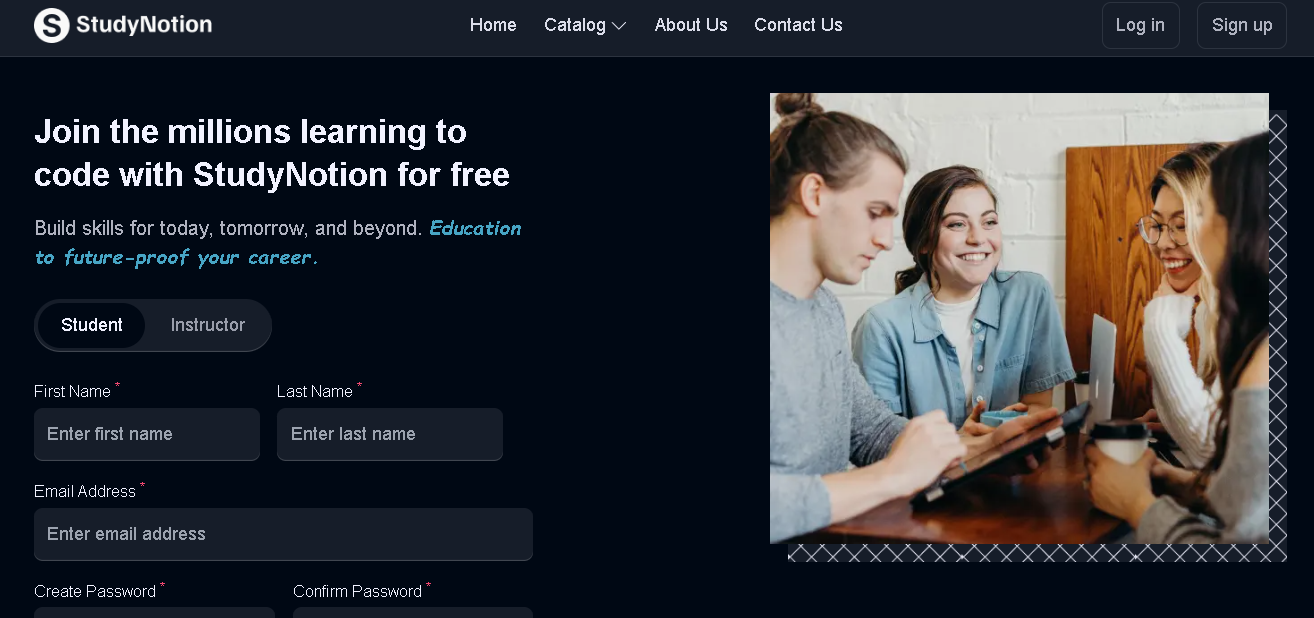 S StudyNotion
Home Catalog About Us Contact Us
Log in Sign up
Join the millions learning to
code with StudyNotion for free
Build skills for today, tomorrow, and beyond. Education
to future-proof your career.
Student Instructor
First Name * Last Name *
Enter first name Enter last name
Email Address *
Enter email address
Create Password * Confirm Password *